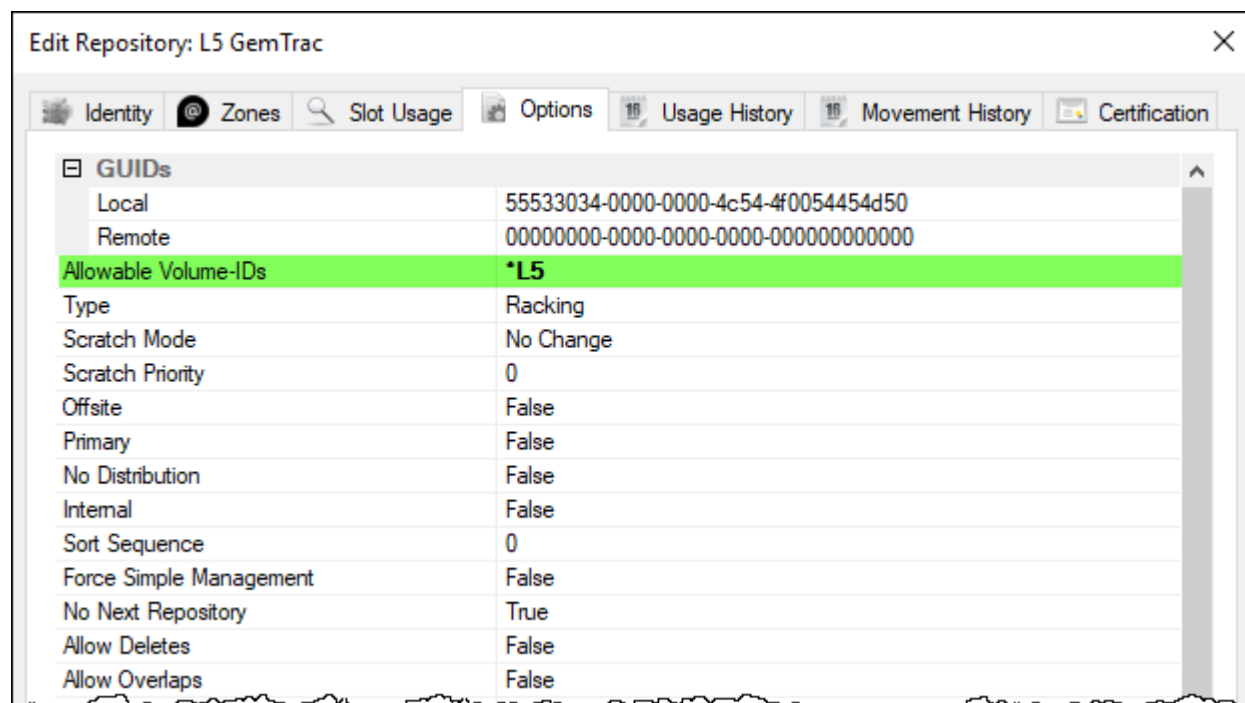 Edit Repository: L5 GemTrac
Identity Zones Slot Usage Options Usage History Movement History Certification
GUIDs
Local 55533034-0000-0000-4c54-4f0054454d50
Remote 00000000-0000-0000-0000-000000000000
Allowable Volume-IDs *L5
Type Racking
Scratch Mode No Change
Scratch Priority 0
Offsite False
Primary False
No Distribution False
Internal False
Sort Sequence 0
Force Simple Management False
No Next Repository True
Allow Deletes False
Allow Overlaps False